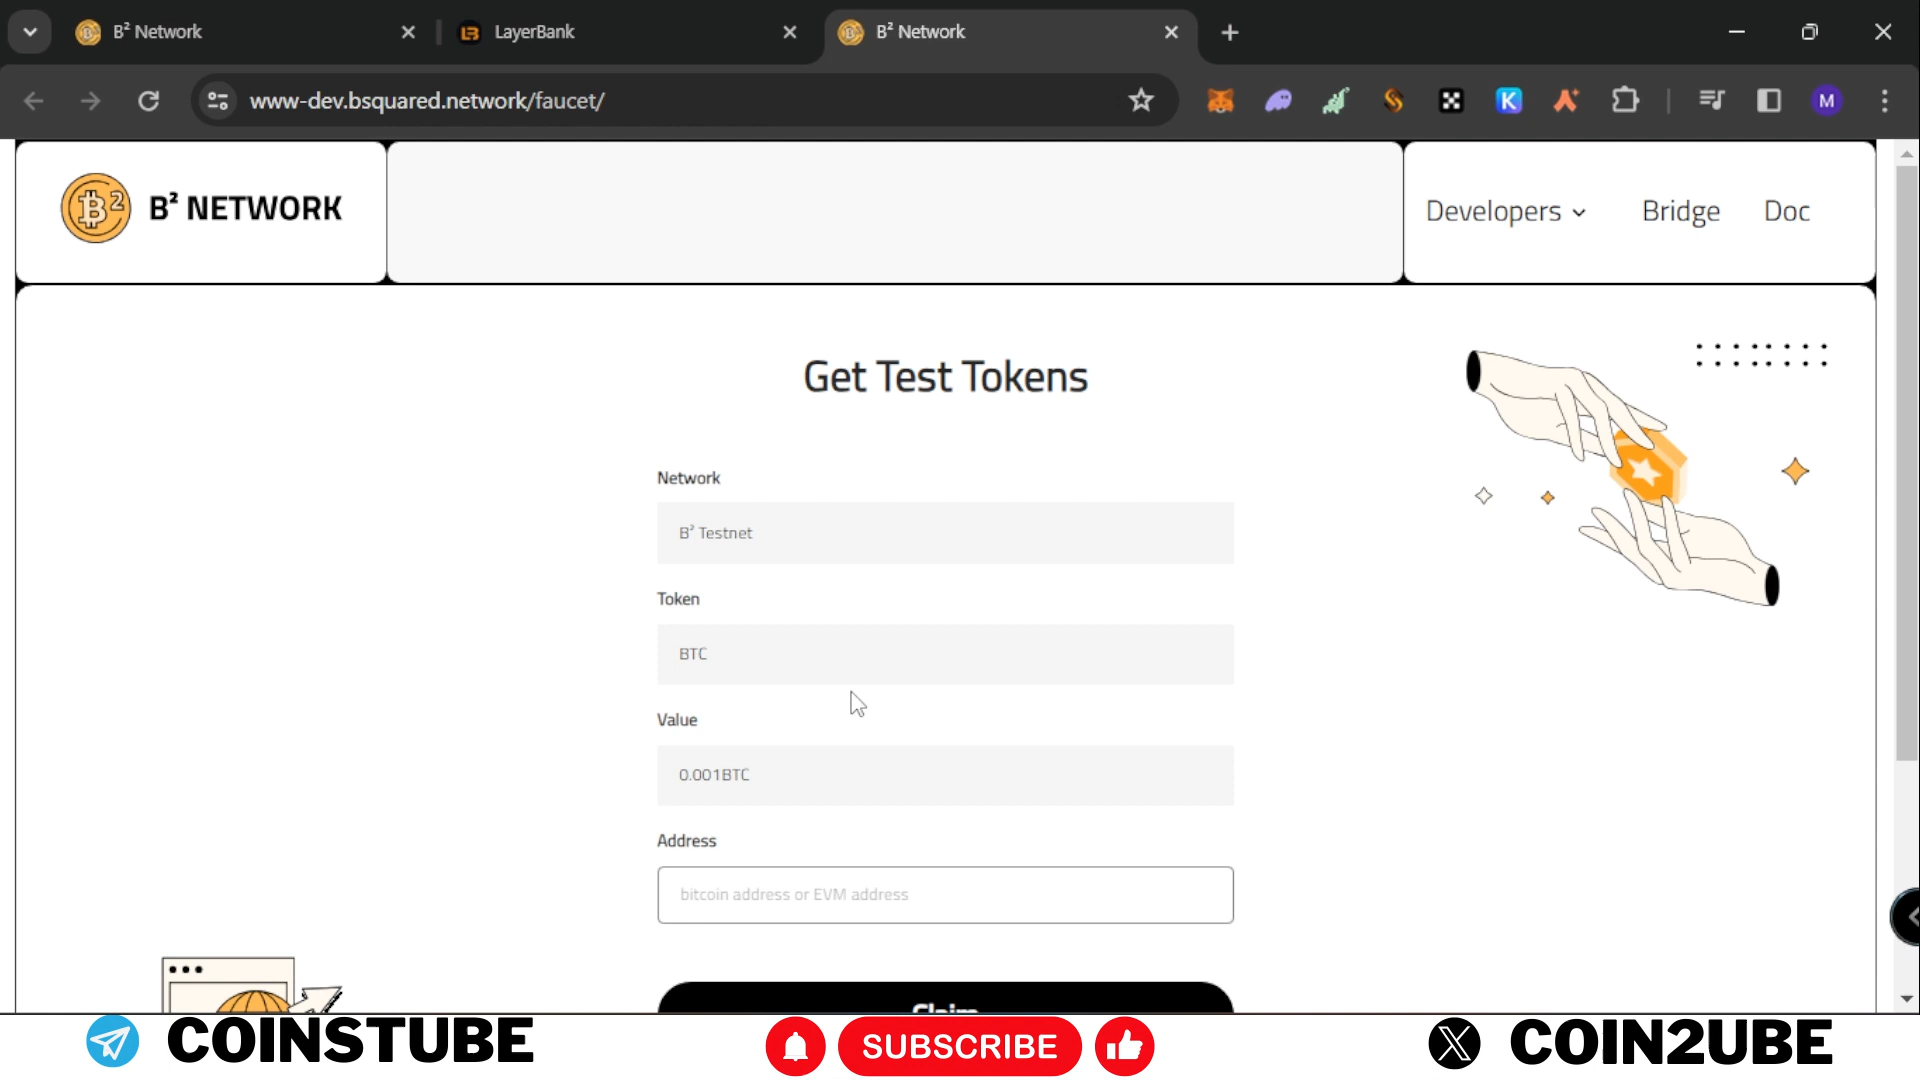 B² Network
LayerBank
B² Network
www-dev.bsquared.network/faucet/
M
B² NETWORK
Developers
Bridge
Doc
Get Test Tokens
Network
B² Testnet
Token
BTC
Value
0.001BTC
Address
bitcoin address or EVM address
Claim
COINSTUBE
SUBSCRIBE
COIN2UBE